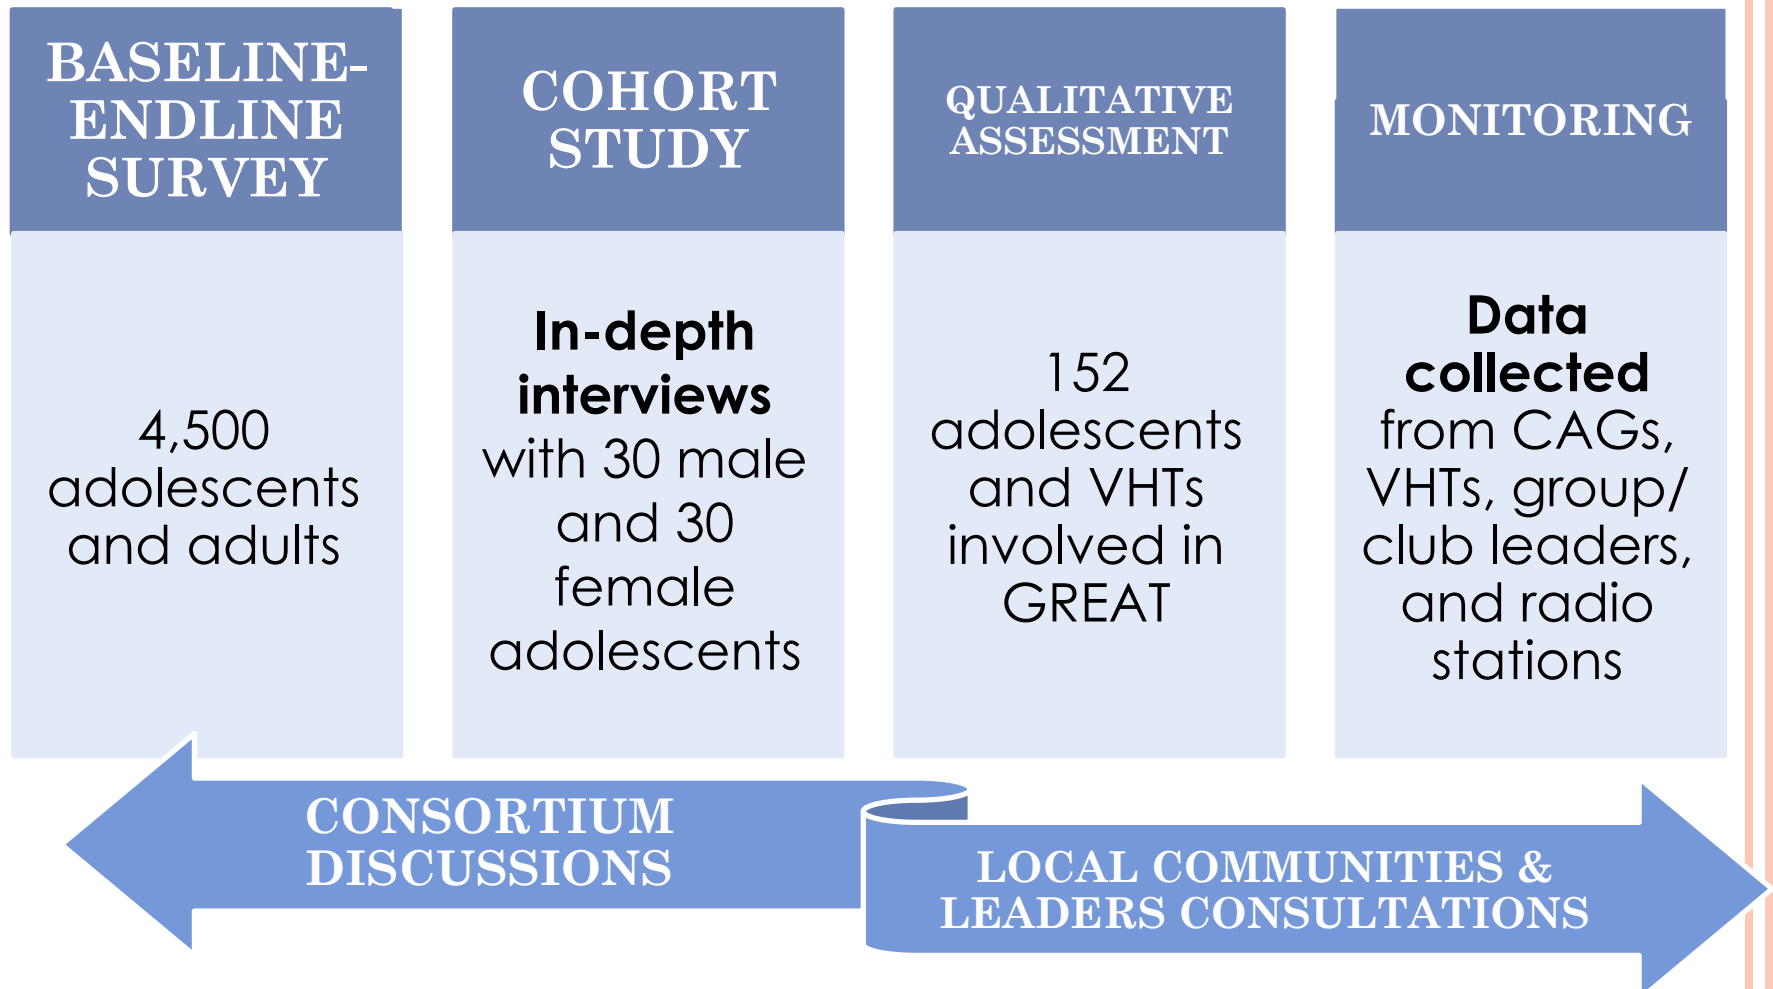 BASELINE-
ENDLINE
SURVEY
4,500
adolescents
and adults
COHORT
STUDY
In-depth
interviews
with 30 male
and 30
female
adolescents
QUALITATIVE
ASSESSMENT
152
adolescents
and VHTs
involved in
GREAT
MONITORING
Data
collected
from CAGs,
VHTs, group/
club leaders,
and radio
stations
CONSORTIUM
DISCUSSIONS
LOCAL COMMUNITIES &
LEADERS CONSULTATIONS